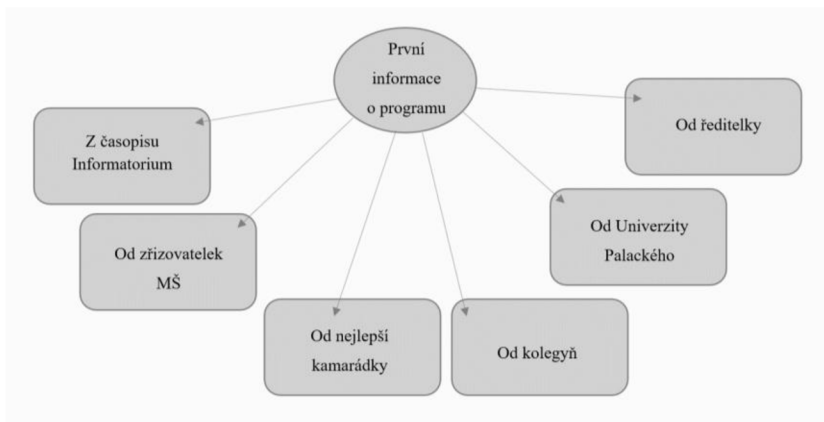 První
informace
o programu
Z časopisu
Informatorium
Od zřizovatelek
MŠ
Od nejlepší
kamarádky
Od kolegyň
Od Univerzity
Palackého
Od ředitelky